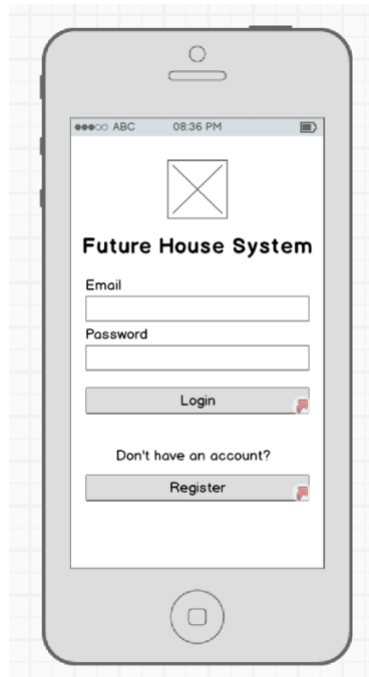 ABC 08:36 PM
Future House System
Email
Password
Login
Don't have an account?
Register